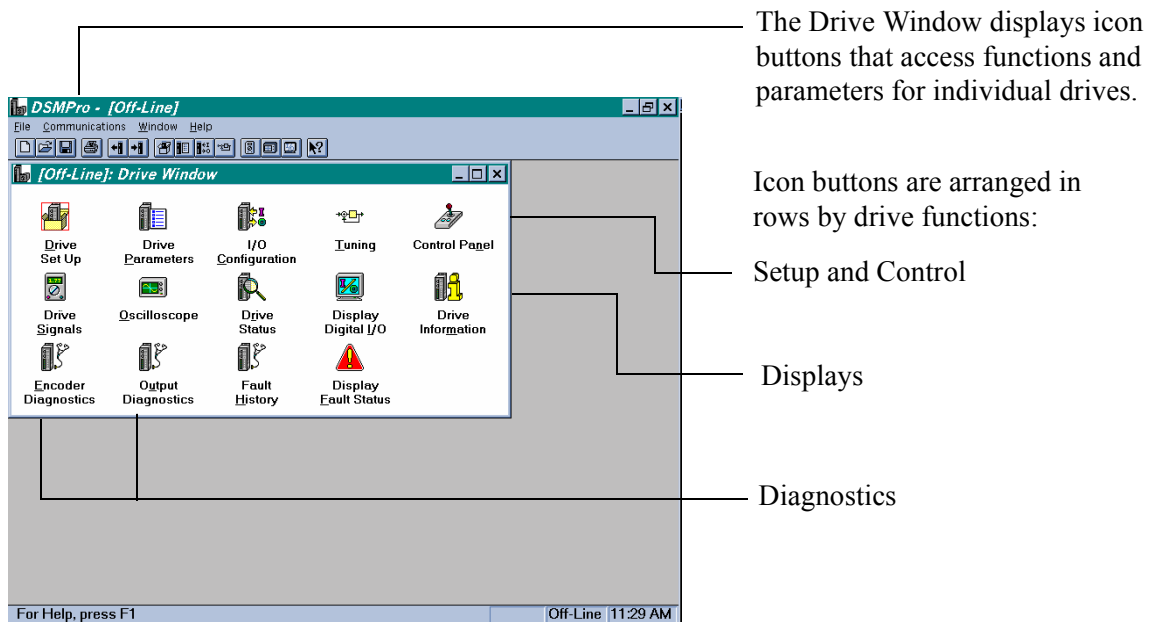 The Drive Window displays icon
buttons that access functions and
parameters for individual drives.
DSMPro - [Off-Line]
File Communications Window Help
[Off-Line]: Drive Window
Drive Set Up
Drive Parameters
I/O Configuration
Tuning
Control Panel
Drive Signals
Oscilloscope
Drive Status
Display Digital I/O
Drive Information
Encoder Diagnostics
Output Diagnostics
Fault History
Display Fault Status
Icon buttons are arranged in
rows by drive functions:
Setup and Control
Displays
Diagnostics
For Help, press F1
Off-Line 11:29 AM